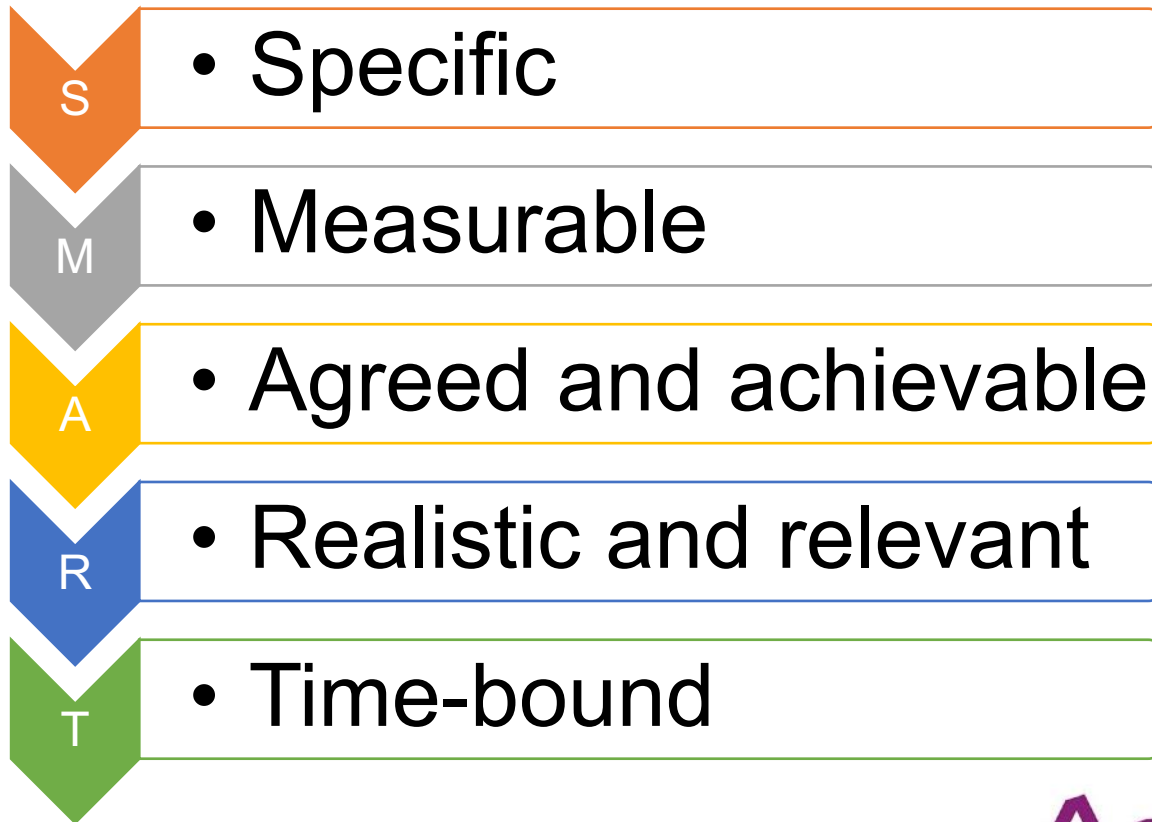 S
• Specific
M
• Measurable
A
• Agreed and achievable
R
• Realistic and relevant
T
• Time-bound